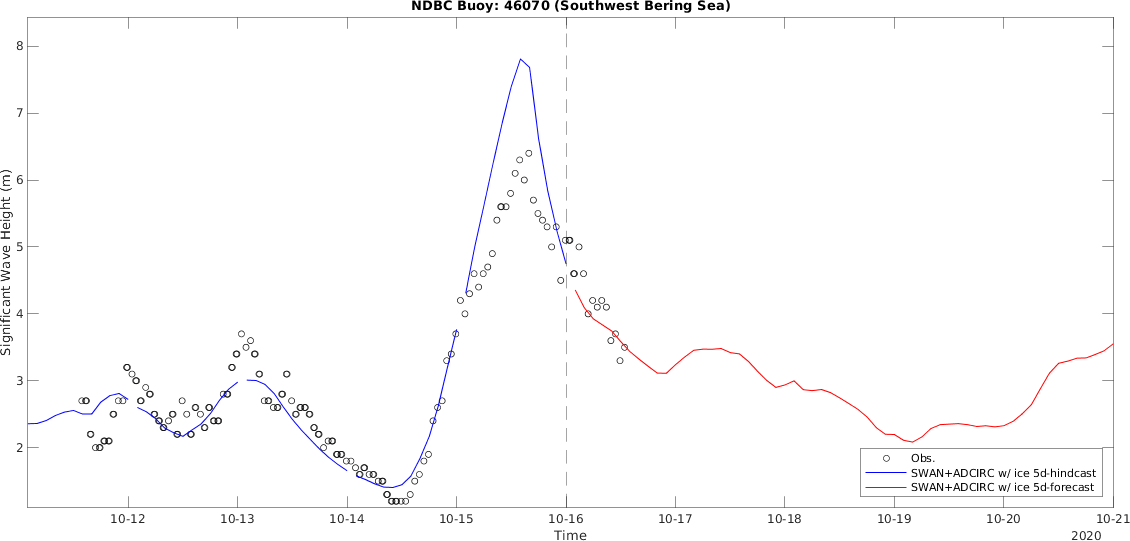 NDBC Buoy: 46070 (Southwest Bering Sea)
8
7
6
5
4
3
2
Significant Wave Height (m)
Obs.
SWAN+ADCIRC w/ ice 5d-hindcast
SWAN+ADCIRC w/ ice 5d-forecast
10-12 10-13 10-14 10-15 10-16 10-17 10-18 10-19 10-20 10-21
Time
2020